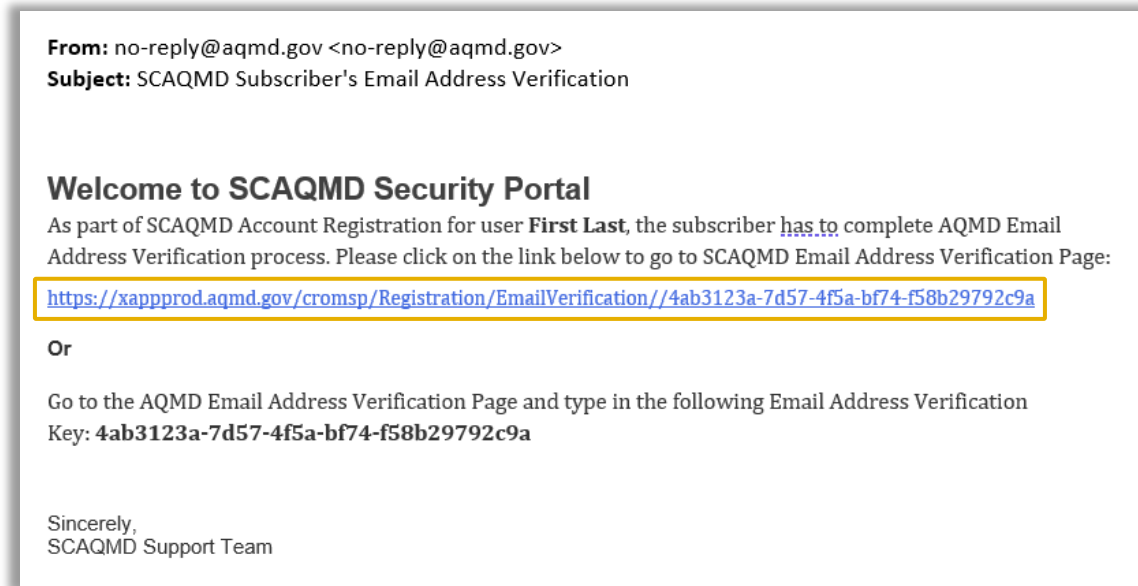 From: no-reply@aqmd.gov <no-reply@aqmd.gov>
Subject: SCAQMD Subscriber's Email Address Verification
Welcome to SCAQMD Security Portal
As part of SCAQMD Account Registration for user First Last, the subscriber has to complete AQMD Email
Address Verification process. Please click on the link below to go to SCAQMD Email Address Verification Page:
https://xappprod.aqmd.gov/cromsp/Registration/EmailVerification//4ab3123a-7d57-4f5a-bf74-f58b29792c9a
Or
Go to the AQMD Email Address Verification Page and type in the following Email Address Verification
Key: 4ab3123a-7d57-4f5a-bf74-f58b29792c9a
Sincerely,
SCAQMD Support Team